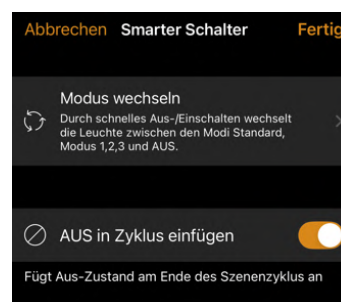 Abbrechen Smarter Schalter Fertig
Modus wechseln
Durch schnelles Aus-/Einschalten wechselt
die Leuchte zwischen den Modi Standard,
Modus 1,2,3 und AUS.
AUS in Zyklus einfügen
Fügt Aus-Zustand am Ende des Szenenzyklus an